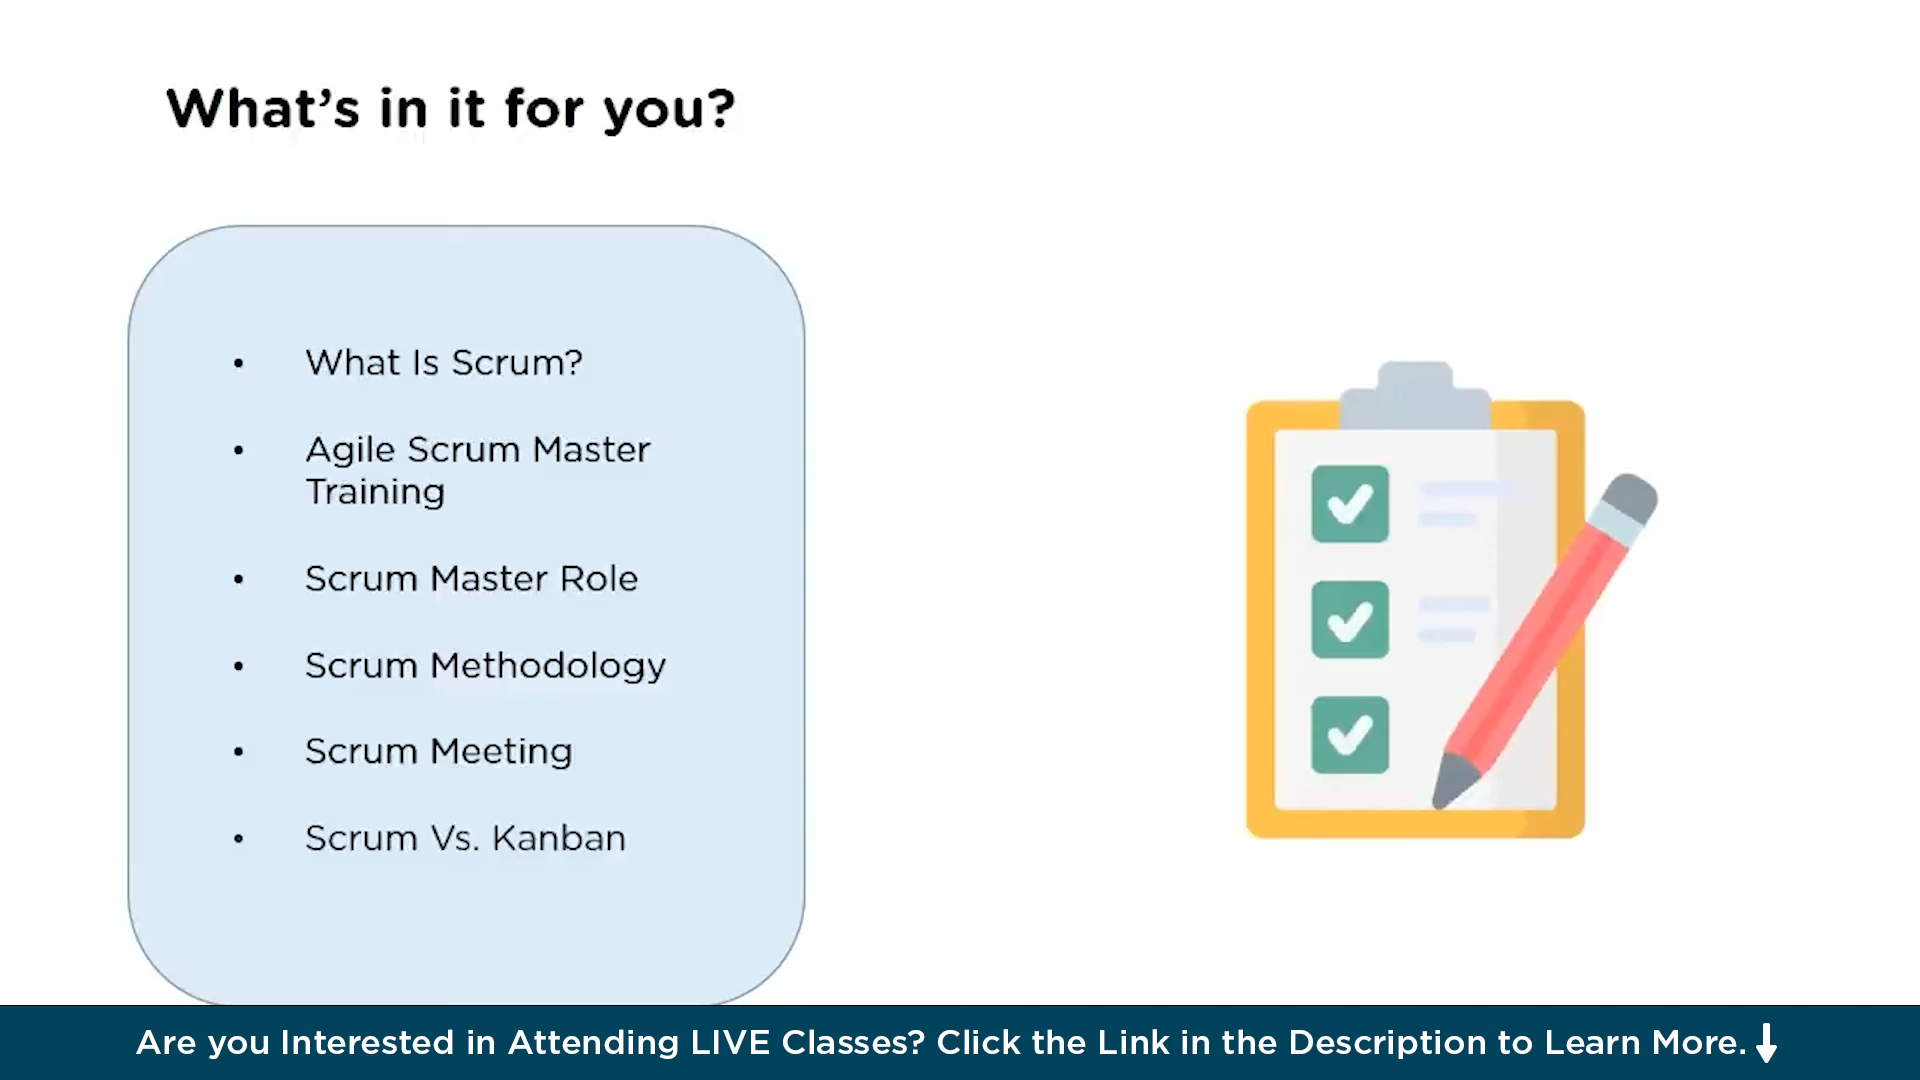 What’s in it for you?
• What Is Scrum?
• Agile Scrum Master
Training
• Scrum Master Role
• Scrum Methodology
• Scrum Meeting
• Scrum Vs. Kanban
Are you Interested in Attending LIVE Classes? Click the Link in the Description to Learn More.